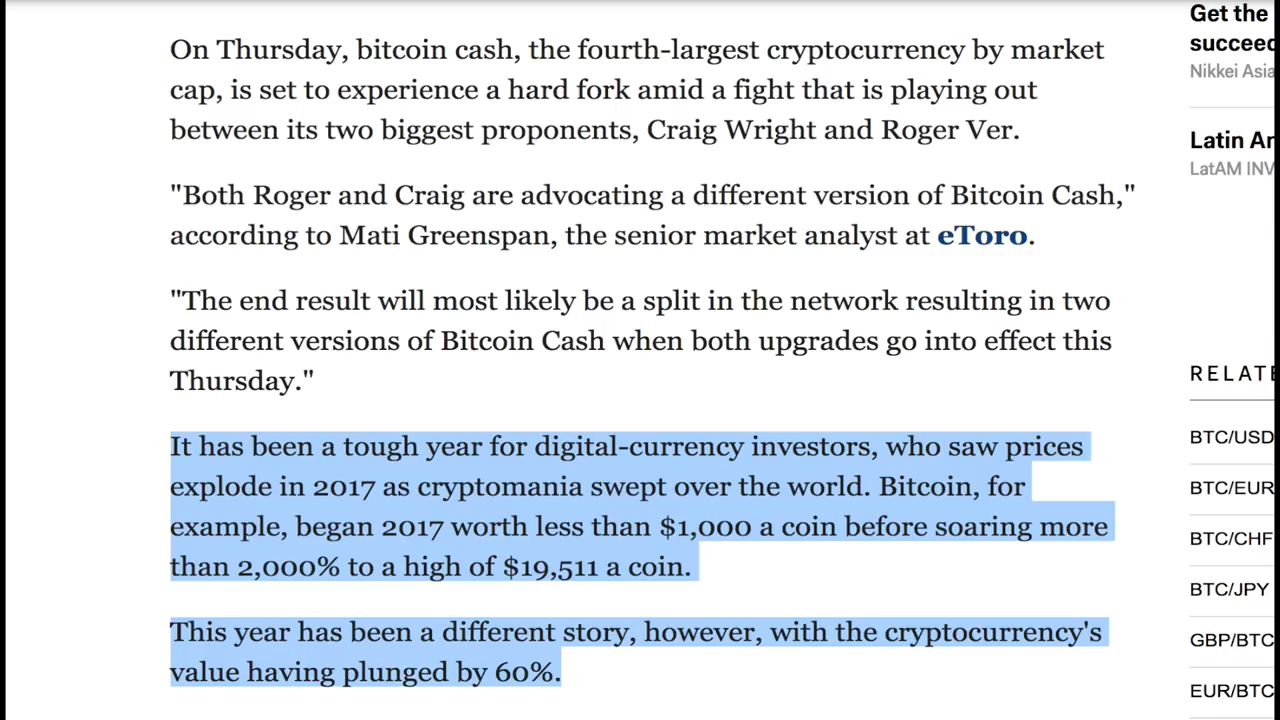 On Thursday, bitcoin cash, the fourth-largest cryptocurrency by market
cap, is set to experience a hard fork amid a fight that is playing out
between its two biggest proponents, Craig Wright and Roger Ver.
"Both Roger and Craig are advocating a different version of Bitcoin Cash,"
according to Mati Greenspan, the senior market analyst at eToro.
"The end result will most likely be a split in the network resulting in two
different versions of Bitcoin Cash when both upgrades go into effect this
Thursday."
It has been a tough year for digital-currency investors, who saw prices
explode in 2017 as cryptomania swept over the world. Bitcoin, for
example, began 2017 worth less than $1,000 a coin before soaring more
than 2,000% to a high of $19,511 a coin.
This year has been a different story, however, with the cryptocurrency's
value having plunged by 60%.
Get the
succeed
Nikkei Asia
Latin Ar
LatAM INV
RELATE
BTC/USD
BTC/EUR
BTC/CHF
BTC/JPY
GBP/BTC
EUR/BTC